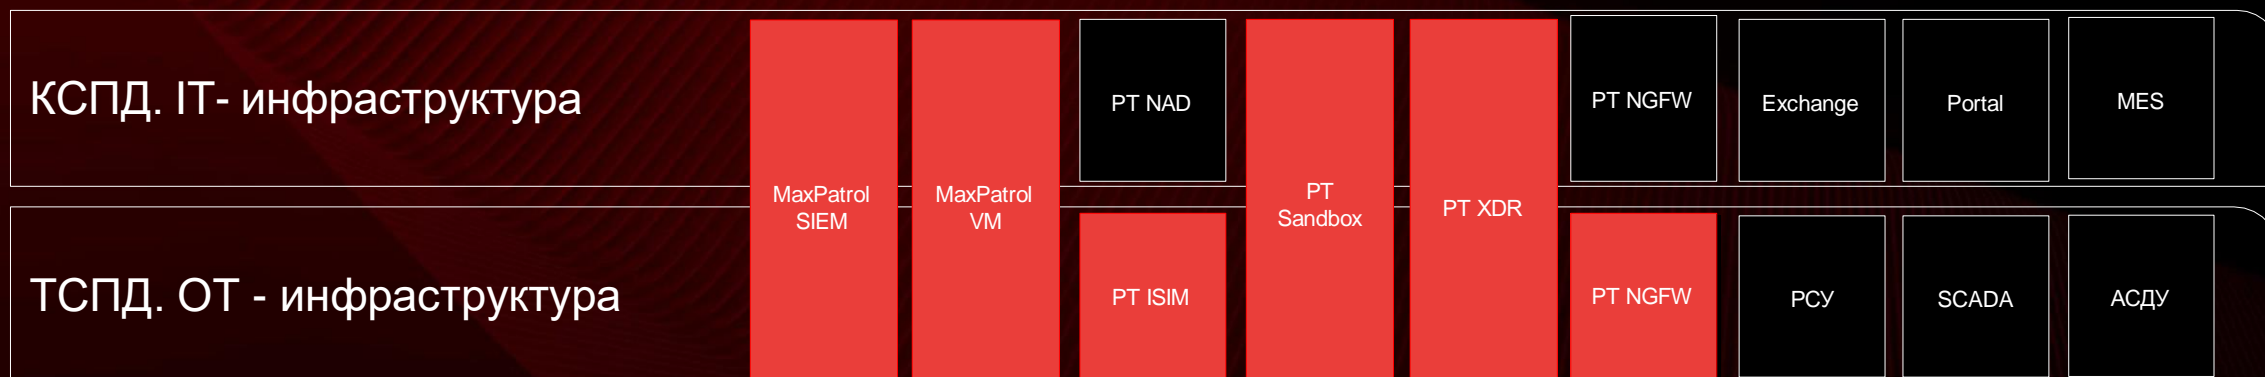 КСПД. IT- инфраструктура
PT NAD
PT NGFW
Exchange
Portal
MES
MaxPatrol
SIEM
MaxPatrol
VM
PT
Sandbox
PT XDR
ТСПД. ОТ - инфраструктура
PT ISIM
PT NGFW
РСУ
SCADA
АСДУ